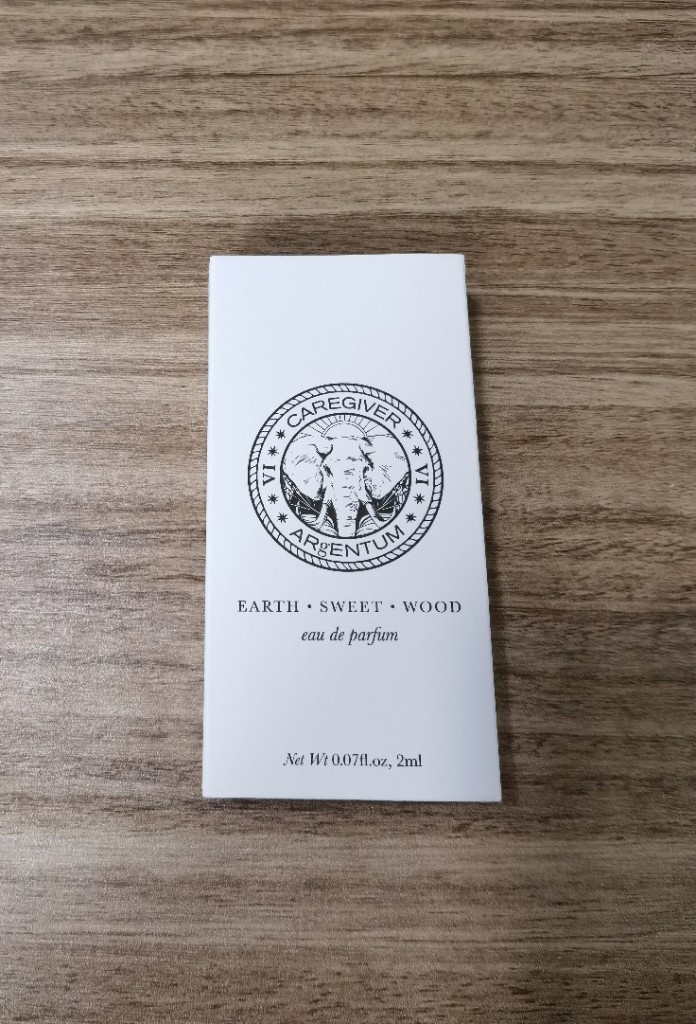 CAREGIVER
VI
VI
ARgENTUM
EARTH • SWEET • WOOD
eau de parfum
Net Wt 0.07fl.oz, 2ml